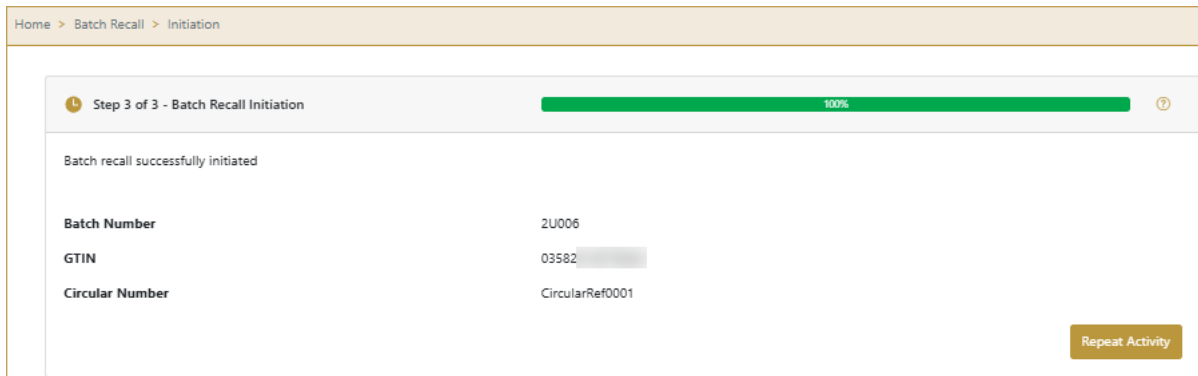 Home > Batch Recall > Initiation
Step 3 of 3 - Batch Recall Initiation 100% ?
Batch recall successfully initiated
Batch Number 2U006
GTIN 03582
Circular Number CircularRef0001
Repeat Activity